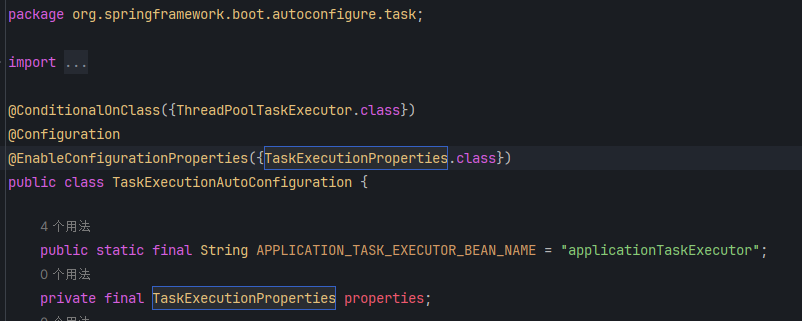 package org.springframework.boot.autoconfigure.task;
import ...
@ConditionalOnClass({ThreadPoolTaskExecutor.class})
@Configuration
@EnableConfigurationProperties({TaskExecutionProperties.class})
public class TaskExecutionAutoConfiguration {
4 个用法
public static final String APPLICATION_TASK_EXECUTOR_BEAN_NAME = "applicationTaskExecutor";
0 个用法
private final TaskExecutionProperties properties;